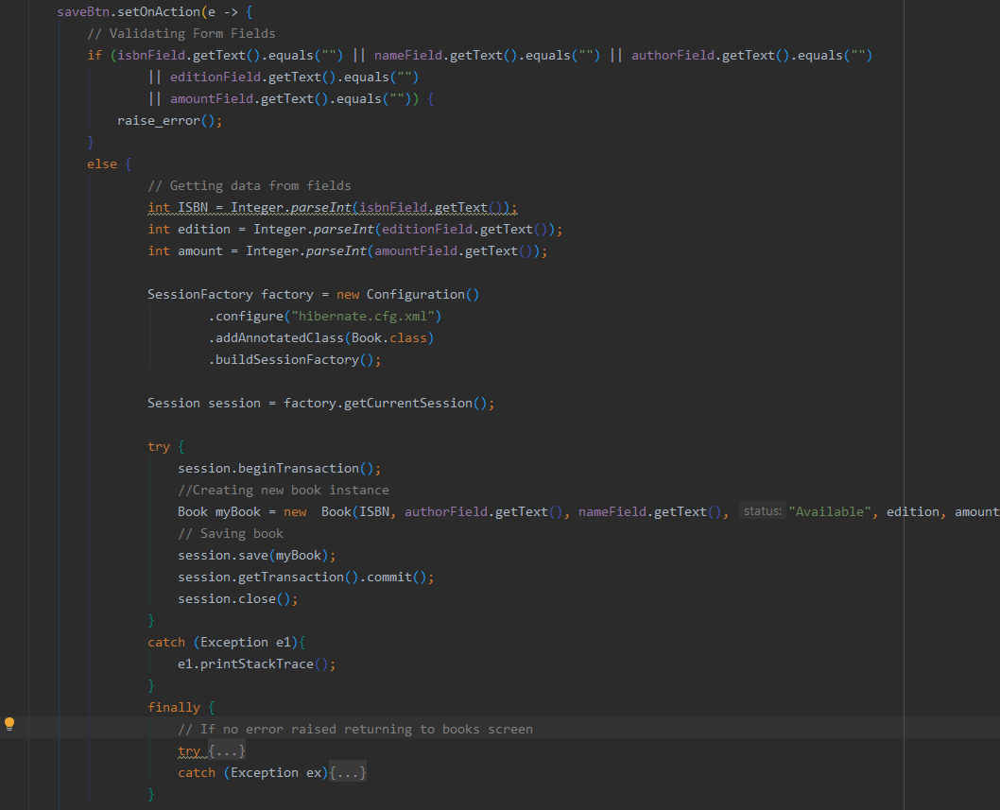 saveBtn.setOnAction(e -> {
// Validating Form Fields
if (isbnField.getText().equals("") || nameField.getText().equals("") || authorField.getText().equals("")
|| editionField.getText().equals("")
|| amountField.getText().equals("")) {
raise_error();
}
else {
// Getting data from fields
int ISBN = Integer.parseInt(isbnField.getText());
int edition = Integer.parseInt(editionField.getText());
int amount = Integer.parseInt(amountField.getText());
SessionFactory factory = new Configuration()
.configure("hibernate.cfg.xml")
.addAnnotatedClass(Book.class)
.buildSessionFactory();
Session session = factory.getCurrentSession();
try {
session.beginTransaction();
//Creating new book instance
Book myBook = new  Book(ISBN, authorField.getText(), nameField.getText(), status: "Available", edition, amount
// Saving book
session.save(myBook);
session.getTransaction().commit();
session.close();
}
catch (Exception e1){
e1.printStackTrace();
}
finally {
// If no error raised returning to books screen
try {...}
catch (Exception ex){...}
}